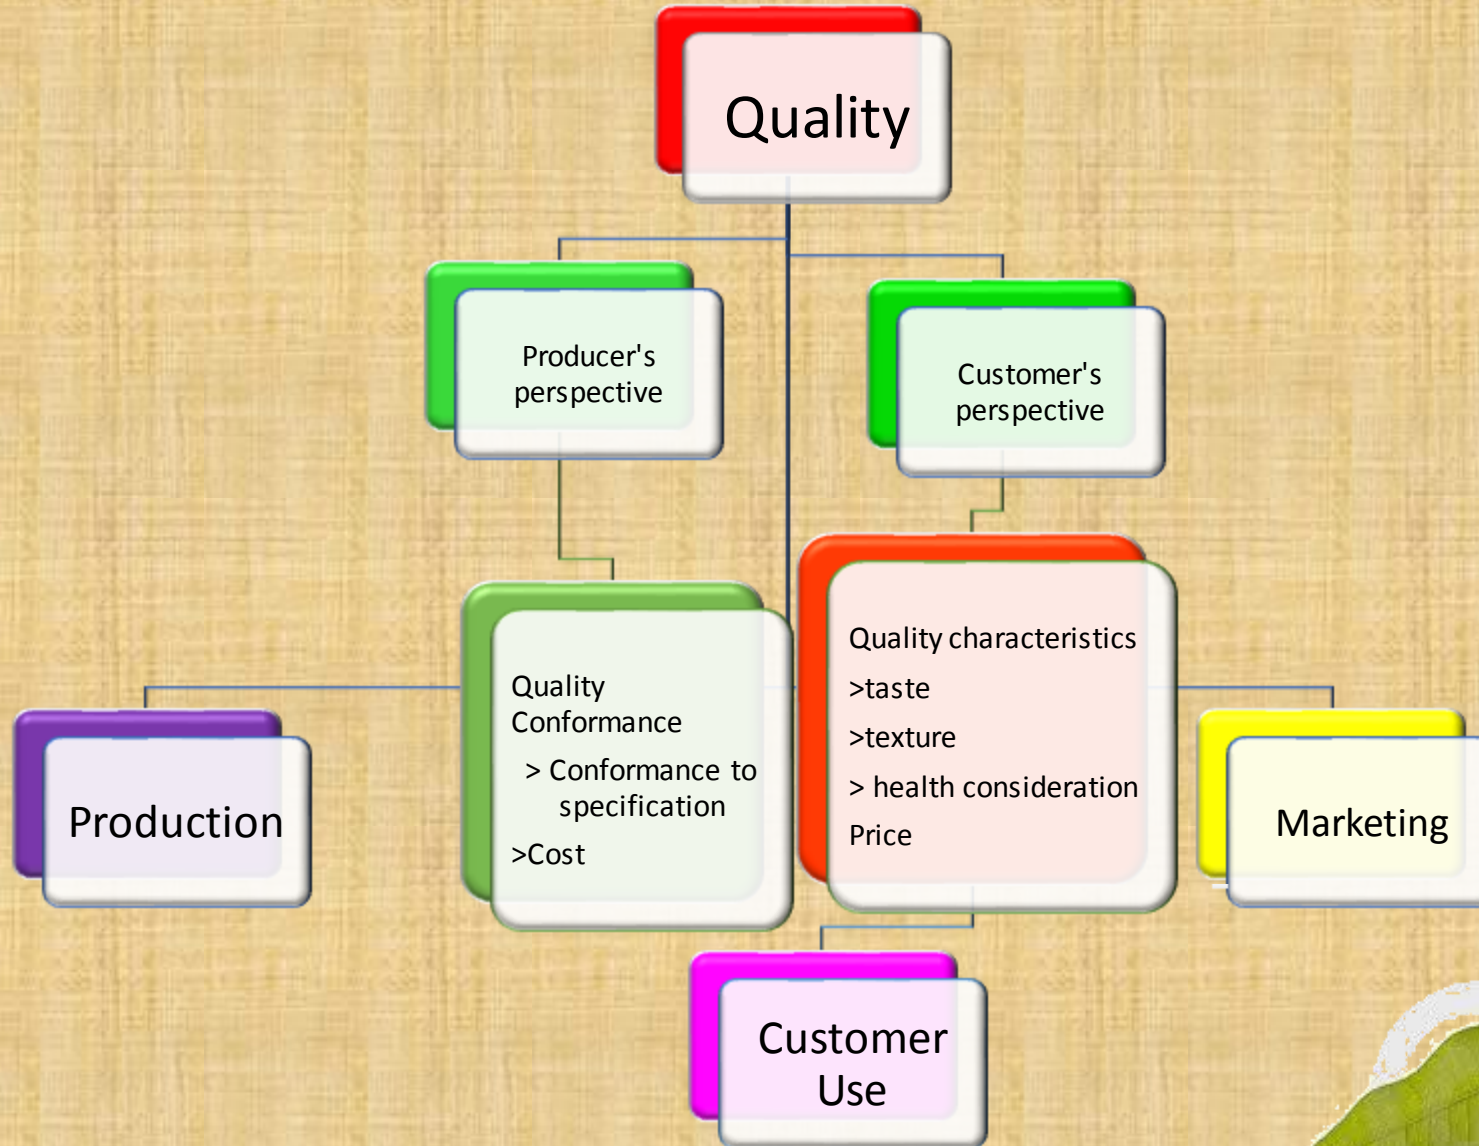 Quality
Producer's
perspective
Customer's
perspective
Quality
Conformance
> Conformance to
specification
>Cost
Quality characteristics
>taste
>texture
> health consideration
Price
Production
Marketing
Customer
Use